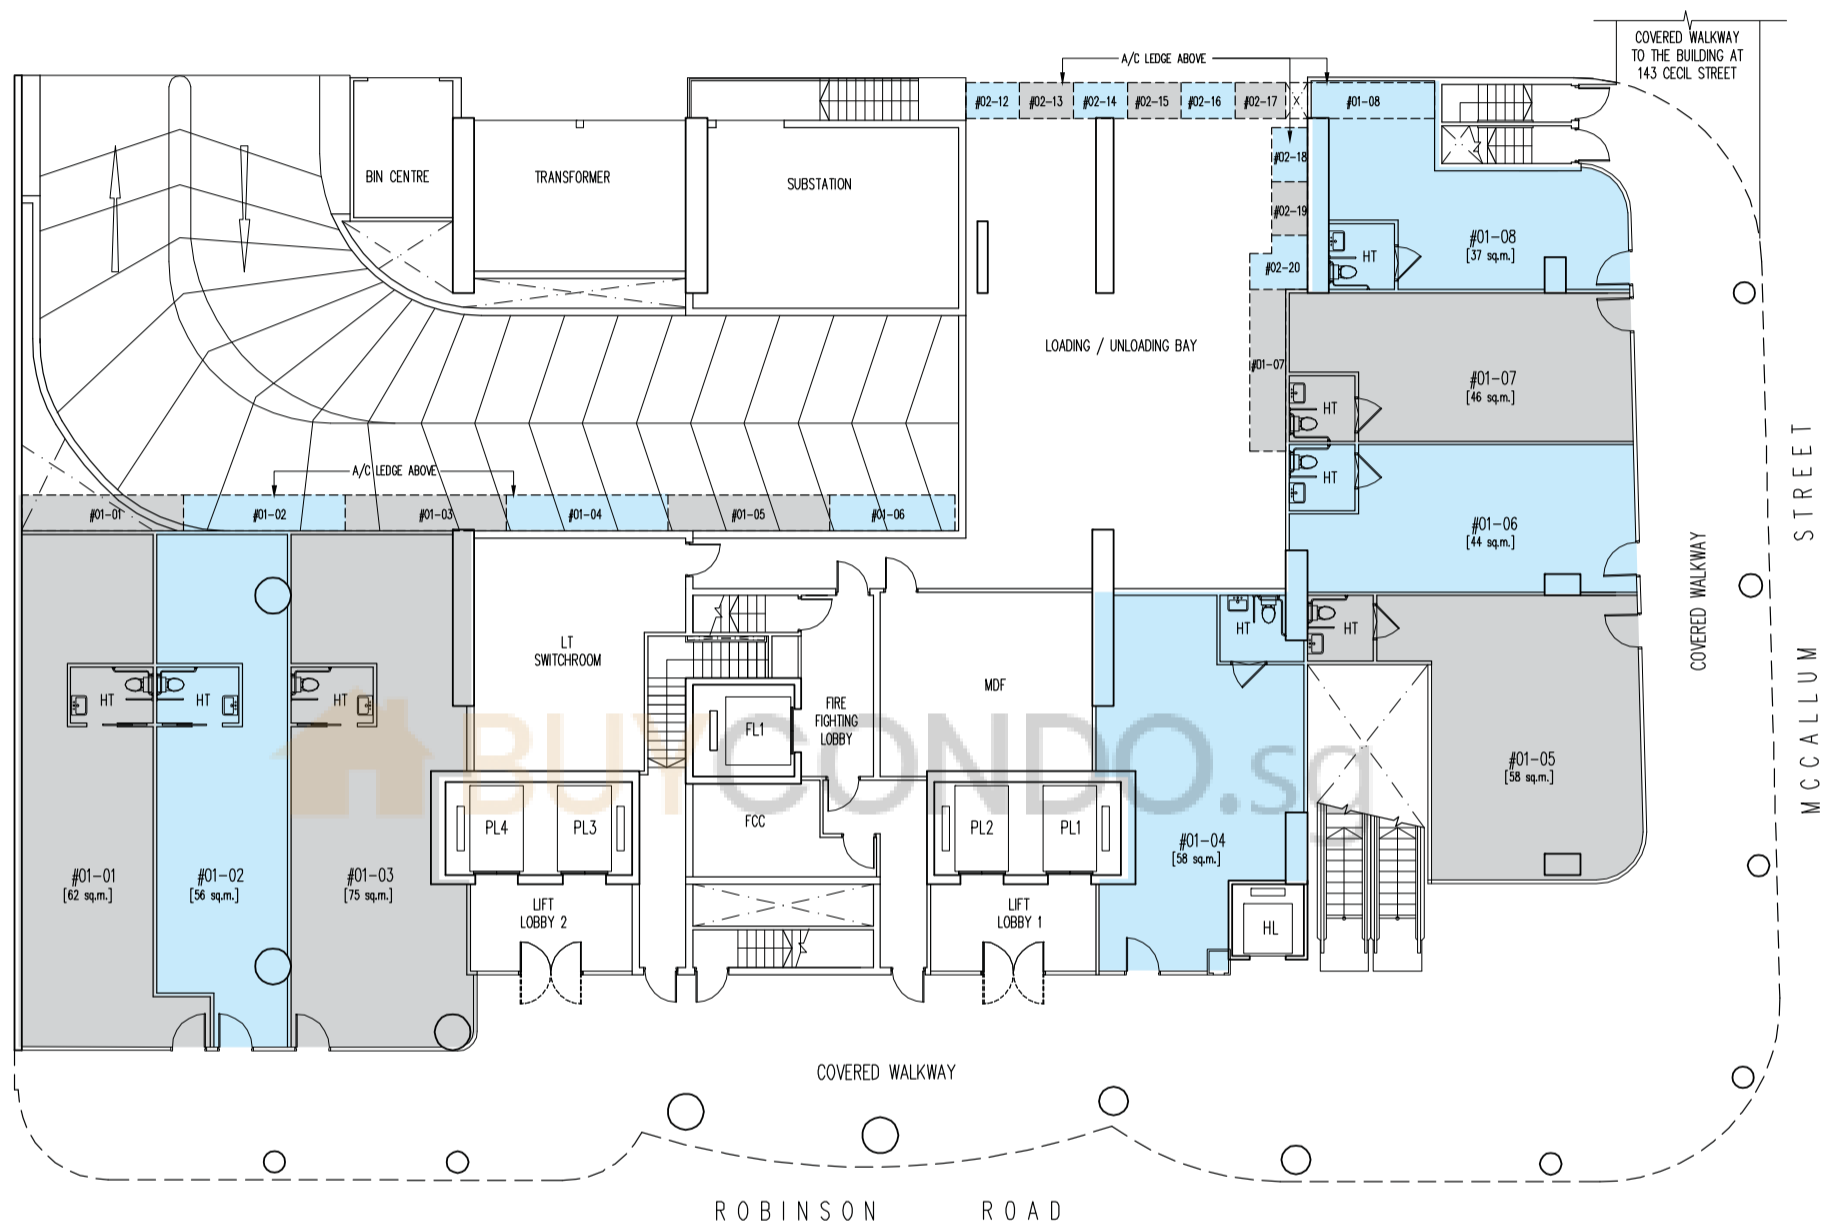 COVERED WALKWAY
TO THE BUILDING AT
143 CECIL STREET
A/C LEDGE ABOVE
#02-12
#02-13
#02-14
#02-15
#02-16
#02-17
#01-08
#02-18
#02-19
#02-20
BIN CENTRE
TRANSFORMER
SUBSTATION
#01-08
[37 sq.m.]
HT
LOADING / UNLOADING BAY
#01-07
#01-07
[46 sq.m.]
HT
HT
#01-06
[44 sq.m.]
A/C LEDGE ABOVE
#01-01
#01-02
#01-03
#01-04
#01-05
#01-06
LT
SWITCHROOM
HT
HT
HT
HT
HT
MDF
FL1
FIRE
FIGHTING
LOBBY
BUYCONDO.sg
#01-05
[58 sq.m.]
PL4
PL3
FCC
PL2
PL1
#01-04
[58 sq.m.]
#01-01
[62 sq.m.]
#01-02
[56 sq.m.]
#01-03
[75 sq.m.]
LIFT
LOBBY 2
LIFT
LOBBY 1
HL
COVERED WALKWAY
COVERED WALKWAY
MCCALLUM STREET
ROBINSON ROAD